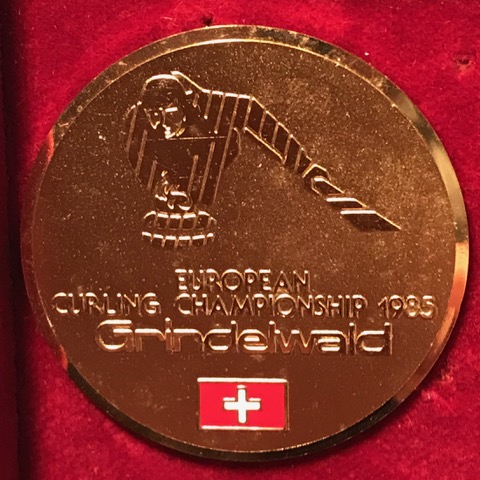 EUROPEAN
CURLING CHAMPIONSHIP 1985
Grindelwald